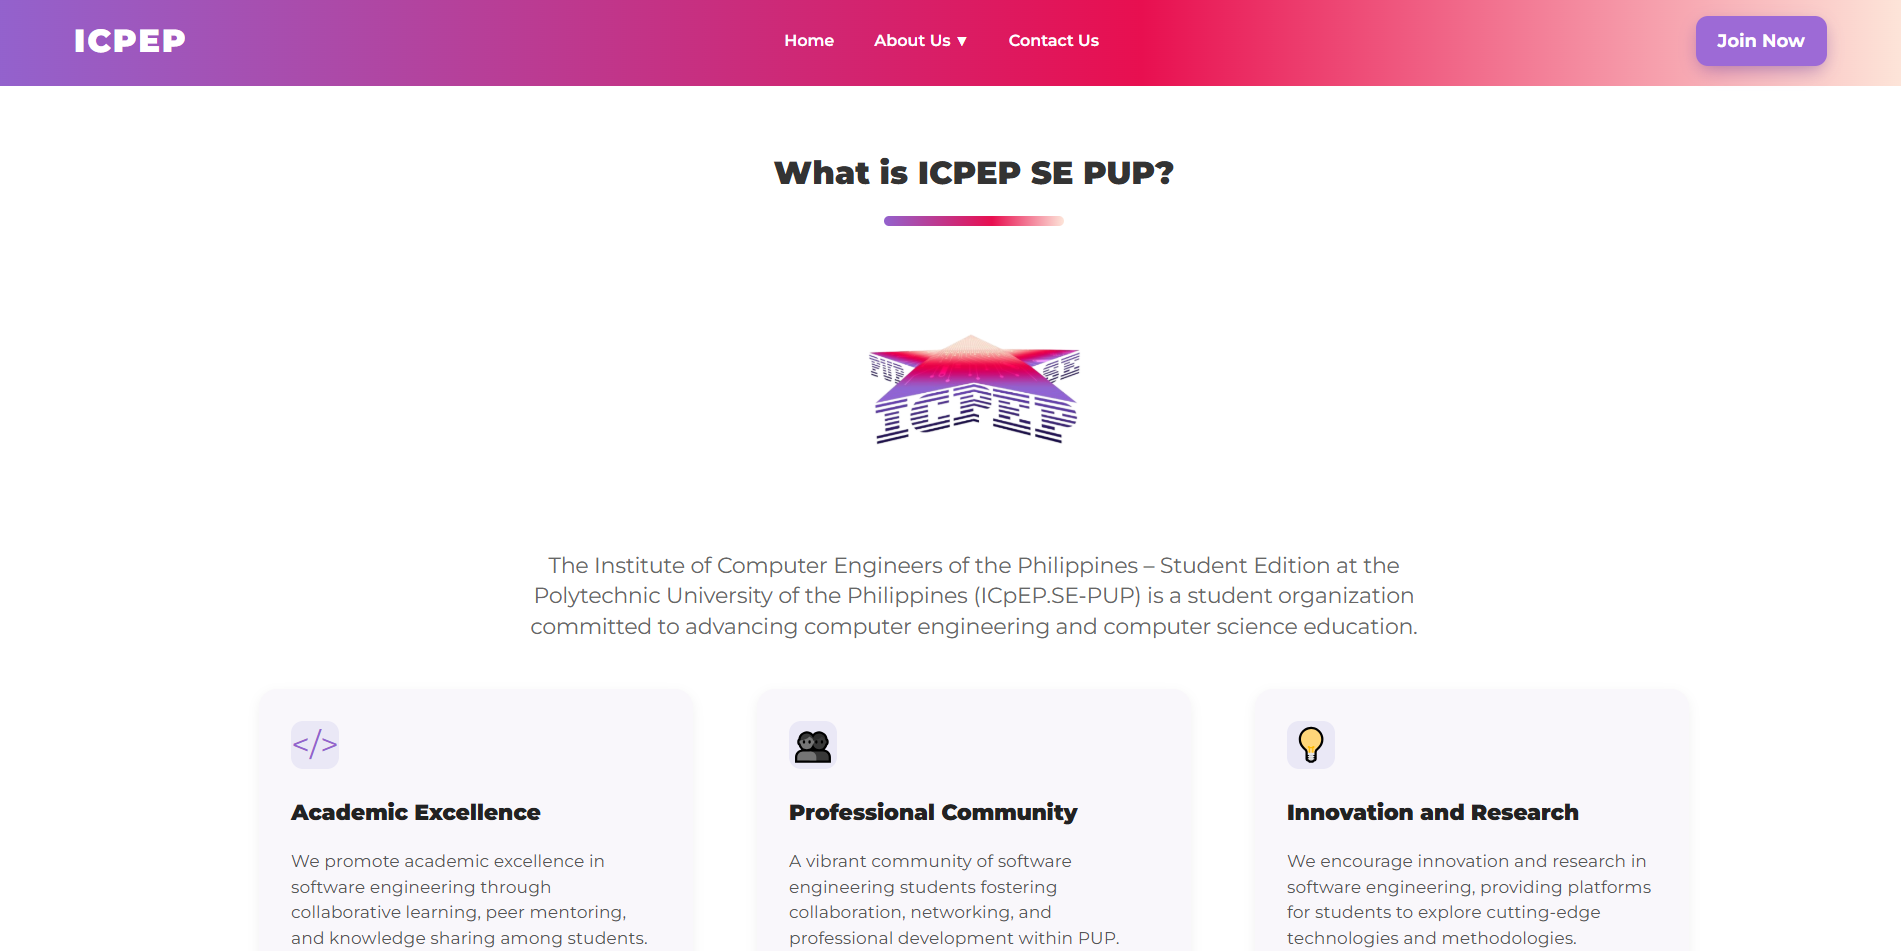 ICPEP
Home
About Us ▼
Contact Us
Join Now
What is ICPEP SE PUP?
PUP
SE
ICPEP
The Institute of Computer Engineers of the Philippines – Student Edition at the
Polytechnic University of the Philippines (ICpEP.SE-PUP) is a student organization
committed to advancing computer engineering and computer science education.
</>
Academic Excellence
We promote academic excellence in
software engineering through
collaborative learning, peer mentoring,
and knowledge sharing among students.
Professional Community
A vibrant community of software
engineering students fostering
collaboration, networking, and
professional development within PUP.
Innovation and Research
We encourage innovation and research in
software engineering, providing platforms
for students to explore cutting-edge
technologies and methodologies.